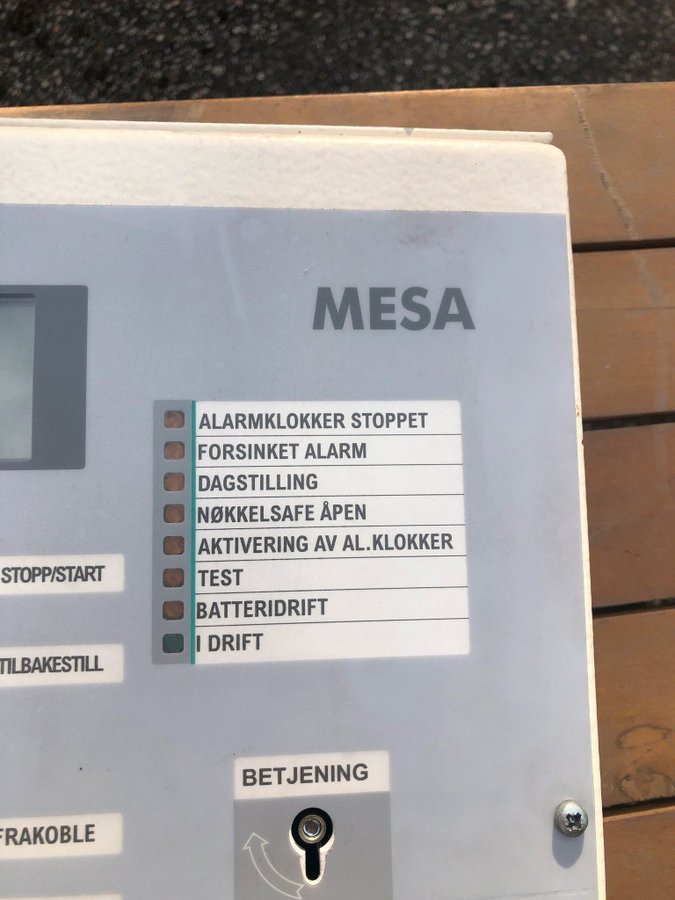 MESA
ALARMKLOKKER STOPPET
FORSINKET ALARM
DAGSTILLING
NØKKELSAFE ÅPEN
AKTIVERING AV AL.KLOKKER
TEST
BATTERIDRIFT
I DRIFT
STOPP/START
TILBAKESTILL
BETJENING
FRAKOBLE